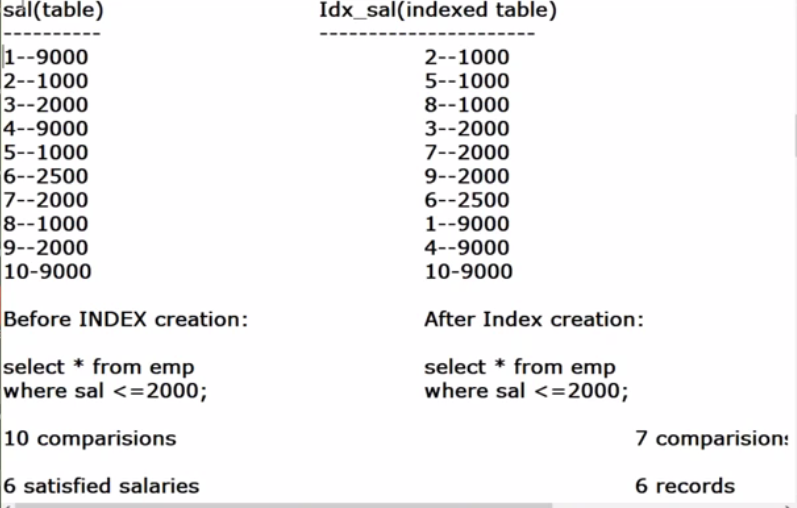 sal(table) Idx_sal(indexed table)
---------- ---------------------
1--9000 2--1000
2--1000 5--1000
3--2000 8--1000
4--9000 3--2000
5--1000 7--2000
6--2500 9--2000
7--2000 6--2500
8--1000 1--9000
9--2000 4--9000
10-9000 10-9000
Before INDEX creation: After Index creation:
select * from emp select * from emp
where sal <=2000; where sal <=2000;
10 comparisions 7 comparisions
6 satisfied salaries 6 records